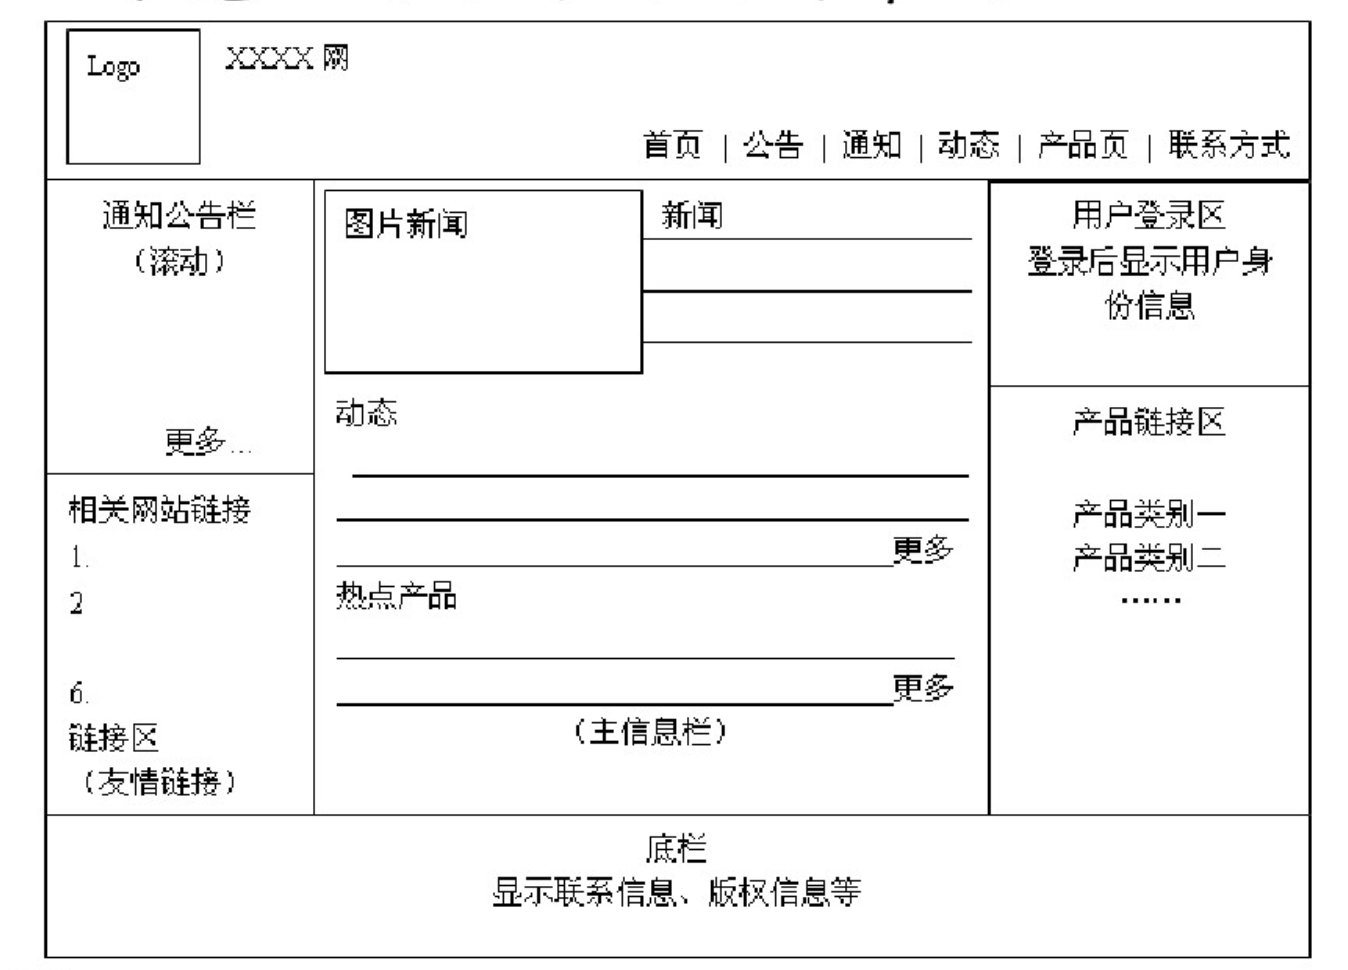 Logo
XXXX 网
首页 | 公告 | 通知 | 动态 | 产品页 | 联系方式
通知公告栏
（滚动）
更多...
相关网站链接
1.
2
6.
链接区
（友情链接）
图片新闻
新闻
动态
更多
热点产品
更多
（主信息栏）
用户登录区
登录后显示用户身
份信息
产品链接区
产品类别一
产品类别二
……
底栏
显示联系信息、版权信息等